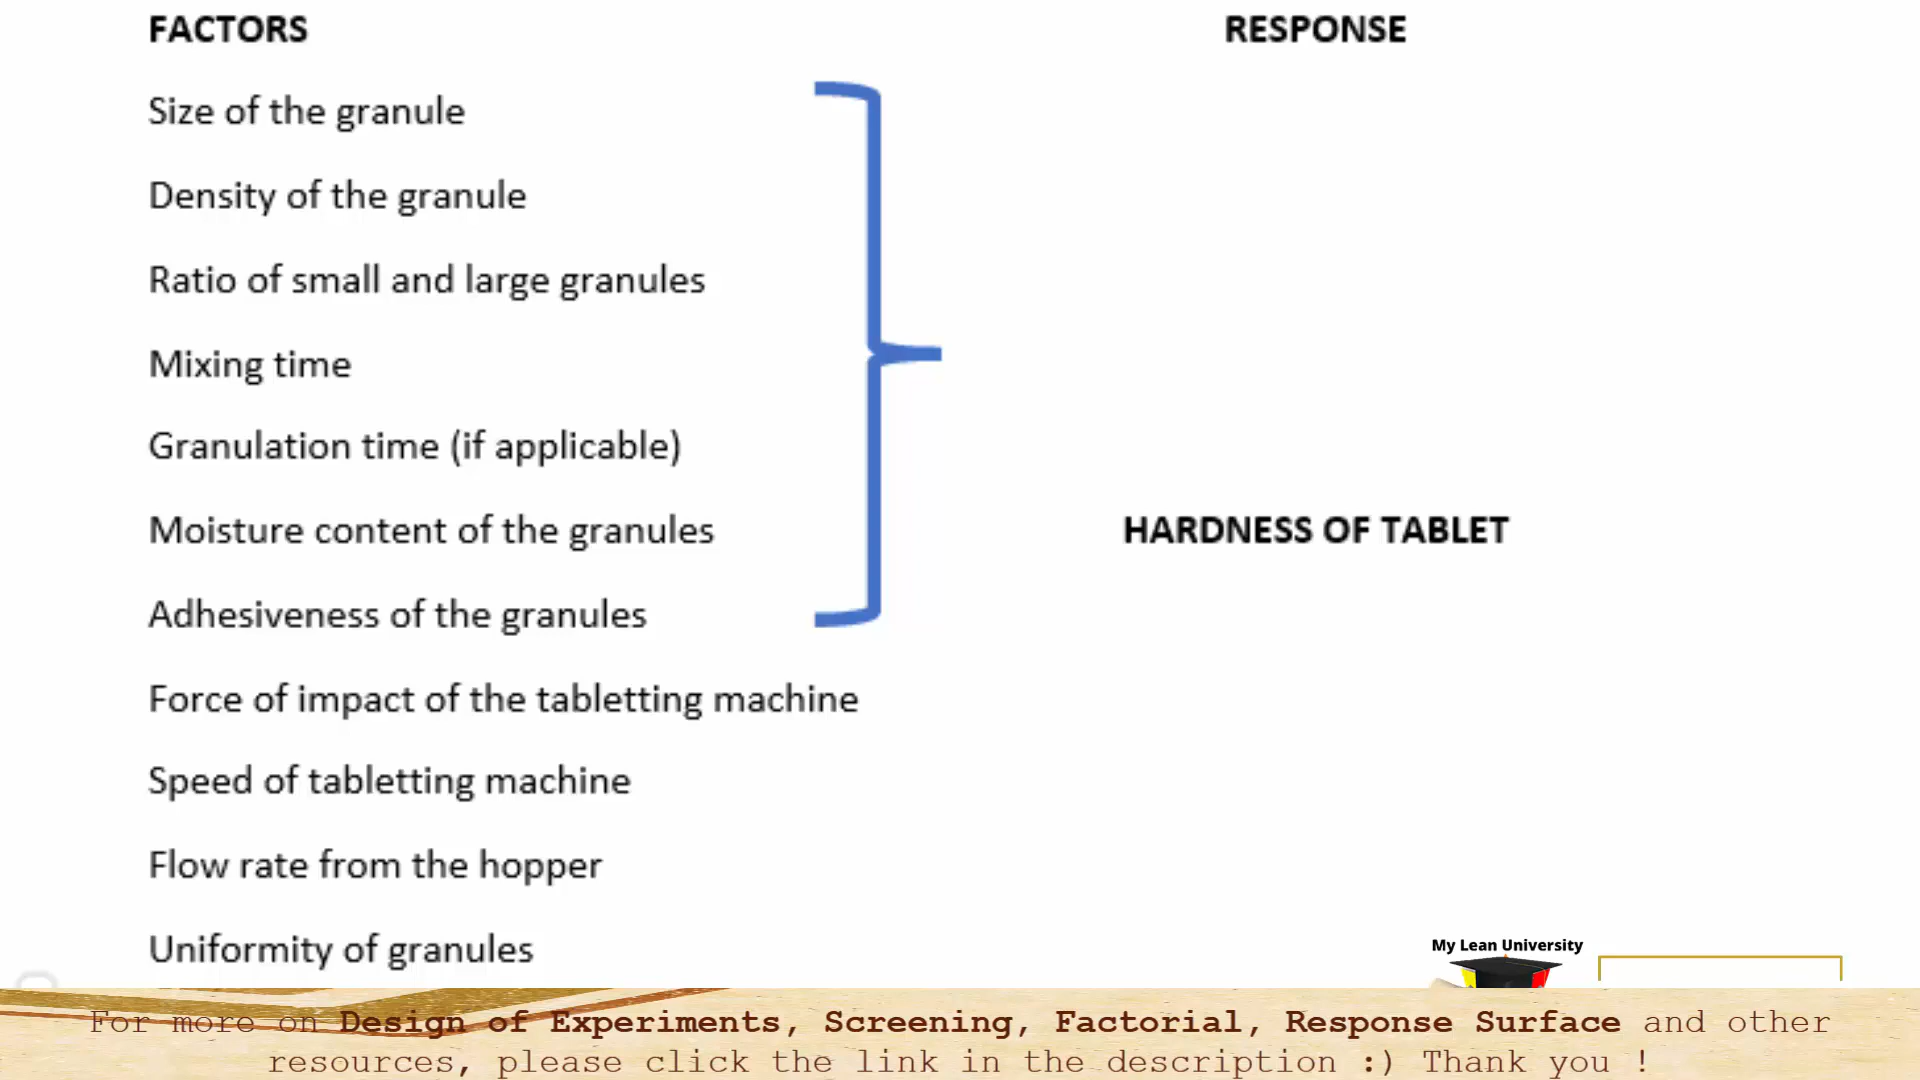 FACTORS
RESPONSE
Size of the granule
Density of the granule
Ratio of small and large granules
Mixing time
Granulation time (if applicable)
Moisture content of the granules
HARDNESS OF TABLET
Adhesiveness of the granules
Force of impact of the tabletting machine
Speed of tabletting machine
Flow rate from the hopper
Uniformity of granules
My Lean University
For more on Design of Experiments, Screening, Factorial, Response Surface and other
resources, please click the link in the description :) Thank you !